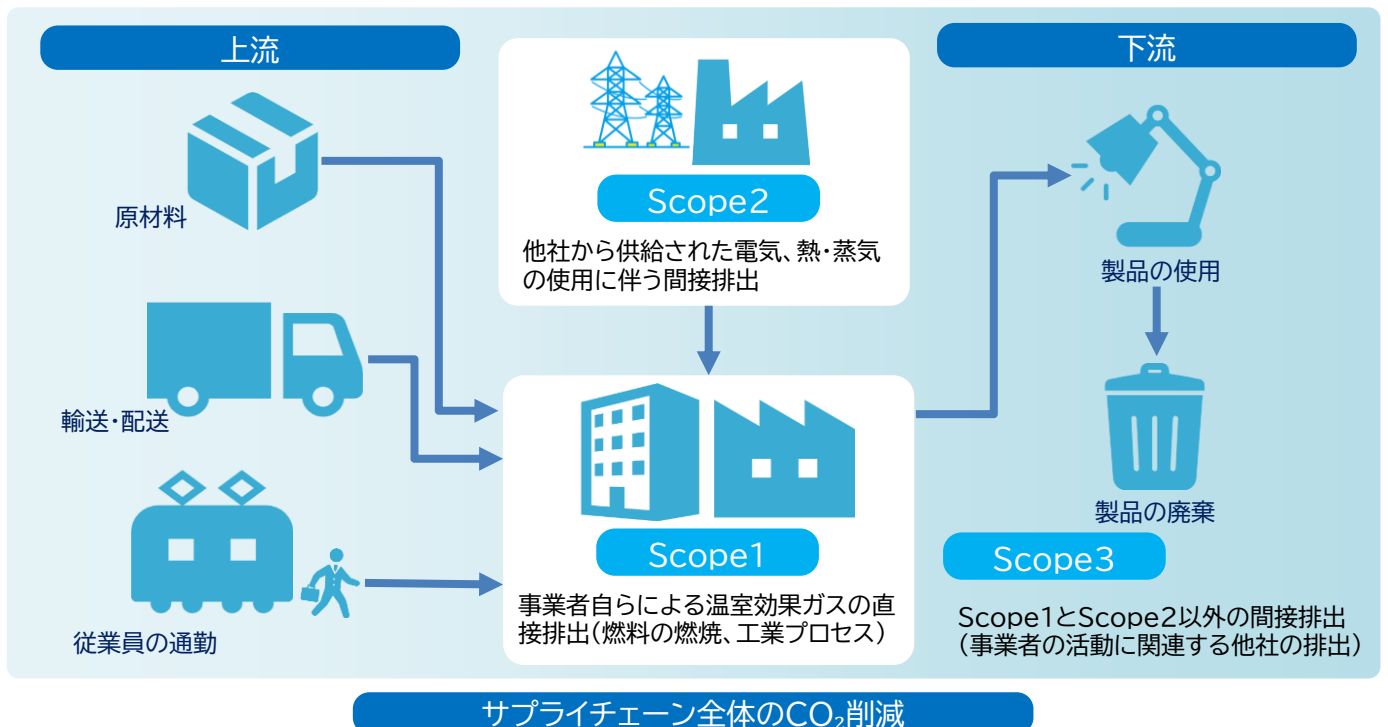 上流
原材料
輸送・配送
従業員の通勤
Scope2
他社から供給された電気、熱・蒸気
の使用に伴う間接排出
Scope1
事業者自らによる温室効果ガスの直
接排出（燃料の燃焼、工業プロセス）
下流
製品の使用
製品の廃棄
Scope3
Scope1とScope2以外の間接排出
（事業者の活動に関連する他社の排出）
サプライチェーン全体のCO₂削減